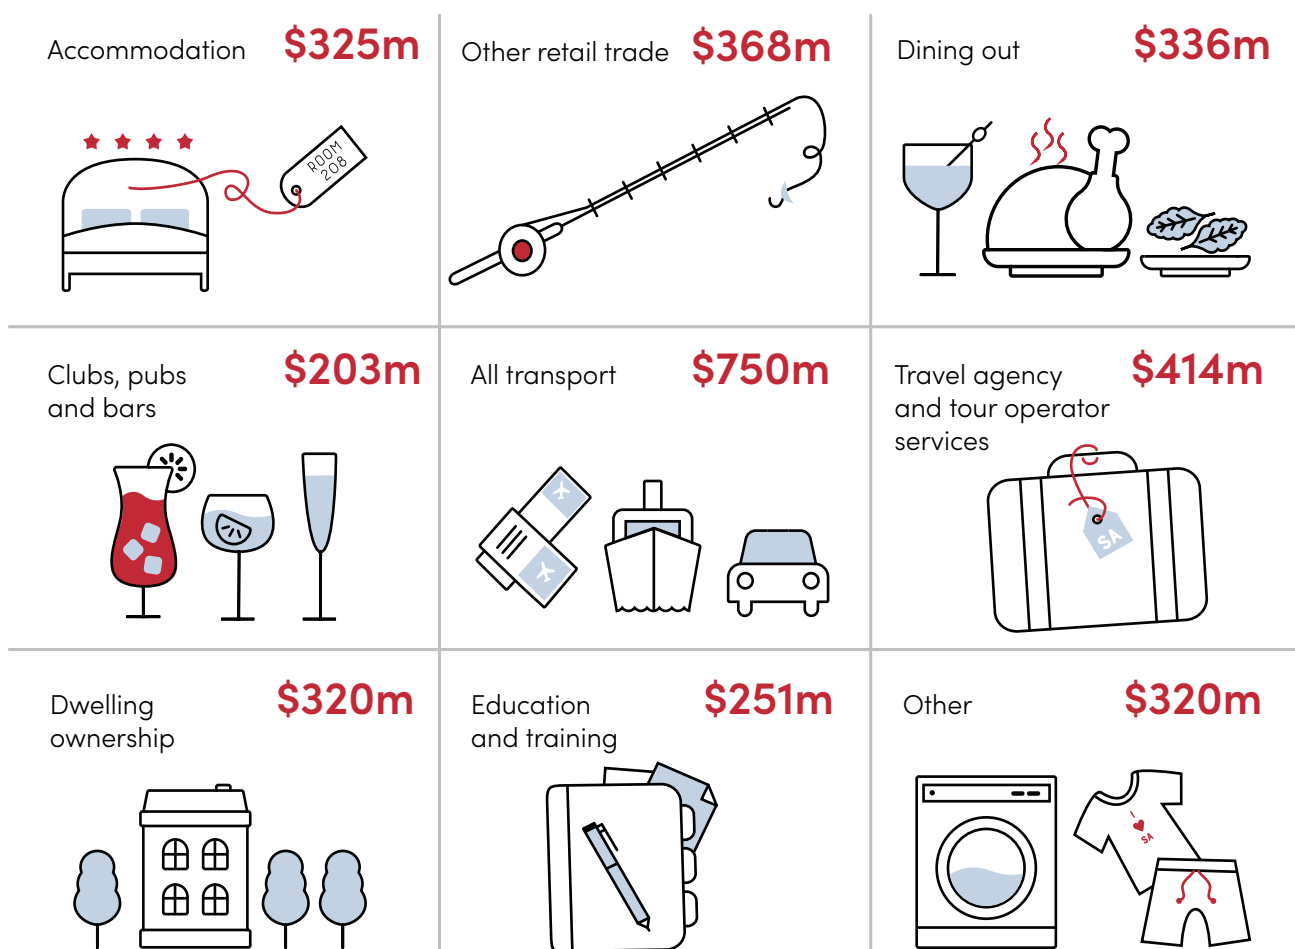 Accommodation $325m
ROOM
208
Other retail trade $368m
Dining out $336m
Clubs, pubs $203m
and bars
All transport $750m
Travel agency $414m
and tour operator
services
SA
Dwelling $320m
ownership
Education $251m
and training
Other $320m
I
SA